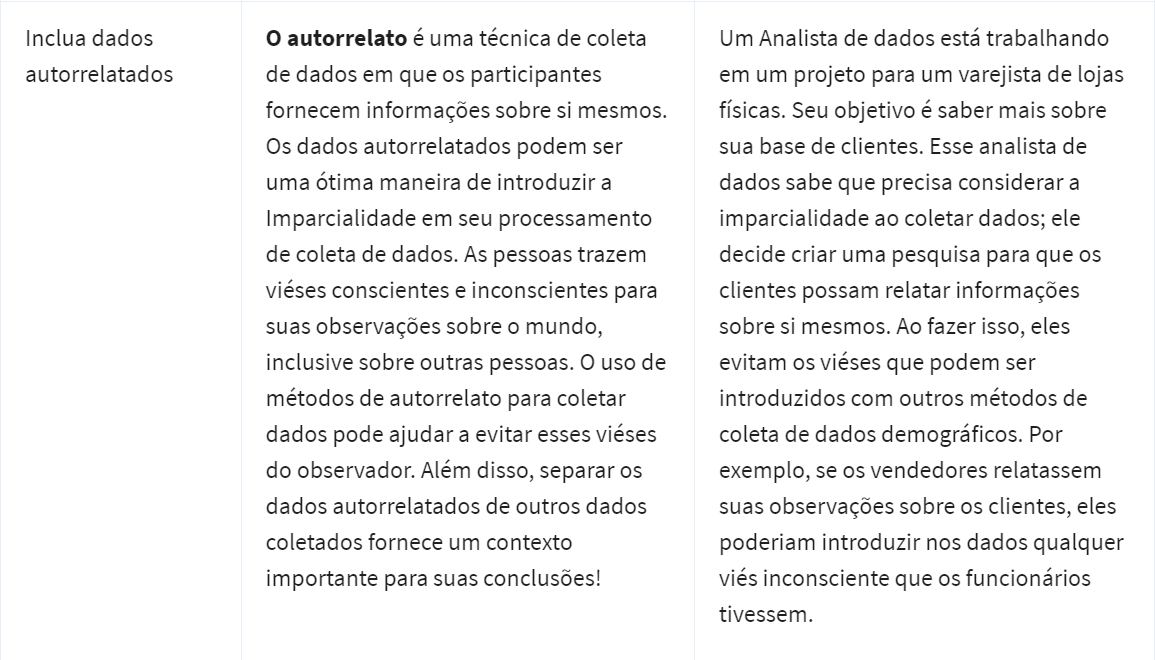 Inclua dados
autorrelatados
O autorrelato é uma técnica de coleta
de dados em que os participantes
fornecem informações sobre si mesmos.
Os dados autorrelatados podem ser
uma ótima maneira de introduzir a
Imparcialidade em seu processamento
de coleta de dados. As pessoas trazem
viéses conscientes e inconscientes para
suas observações sobre o mundo,
inclusive sobre outras pessoas. O uso de
métodos de autorrelato para coletar
dados pode ajudar a evitar esses viéses
do observador. Além disso, separar os
dados autorrelatados de outros dados
coletados fornece um contexto
importante para suas conclusões!
Um Analista de dados está trabalhando
em um projeto para um varejista de lojas
físicas. Seu objetivo é saber mais sobre
sua base de clientes. Esse analista de
dados sabe que precisa considerar a
imparcialidade ao coletar dados; ele
decide criar uma pesquisa para que os
clientes possam relatar informações
sobre si mesmos. Ao fazer isso, eles
evitam os viéses que podem ser
introduzidos com outros métodos de
coleta de dados demográficos. Por
exemplo, se os vendedores relatassem
suas observações sobre os clientes, eles
poderiam introduzir nos dados qualquer
viés inconsciente que os funcionários
tivessem.